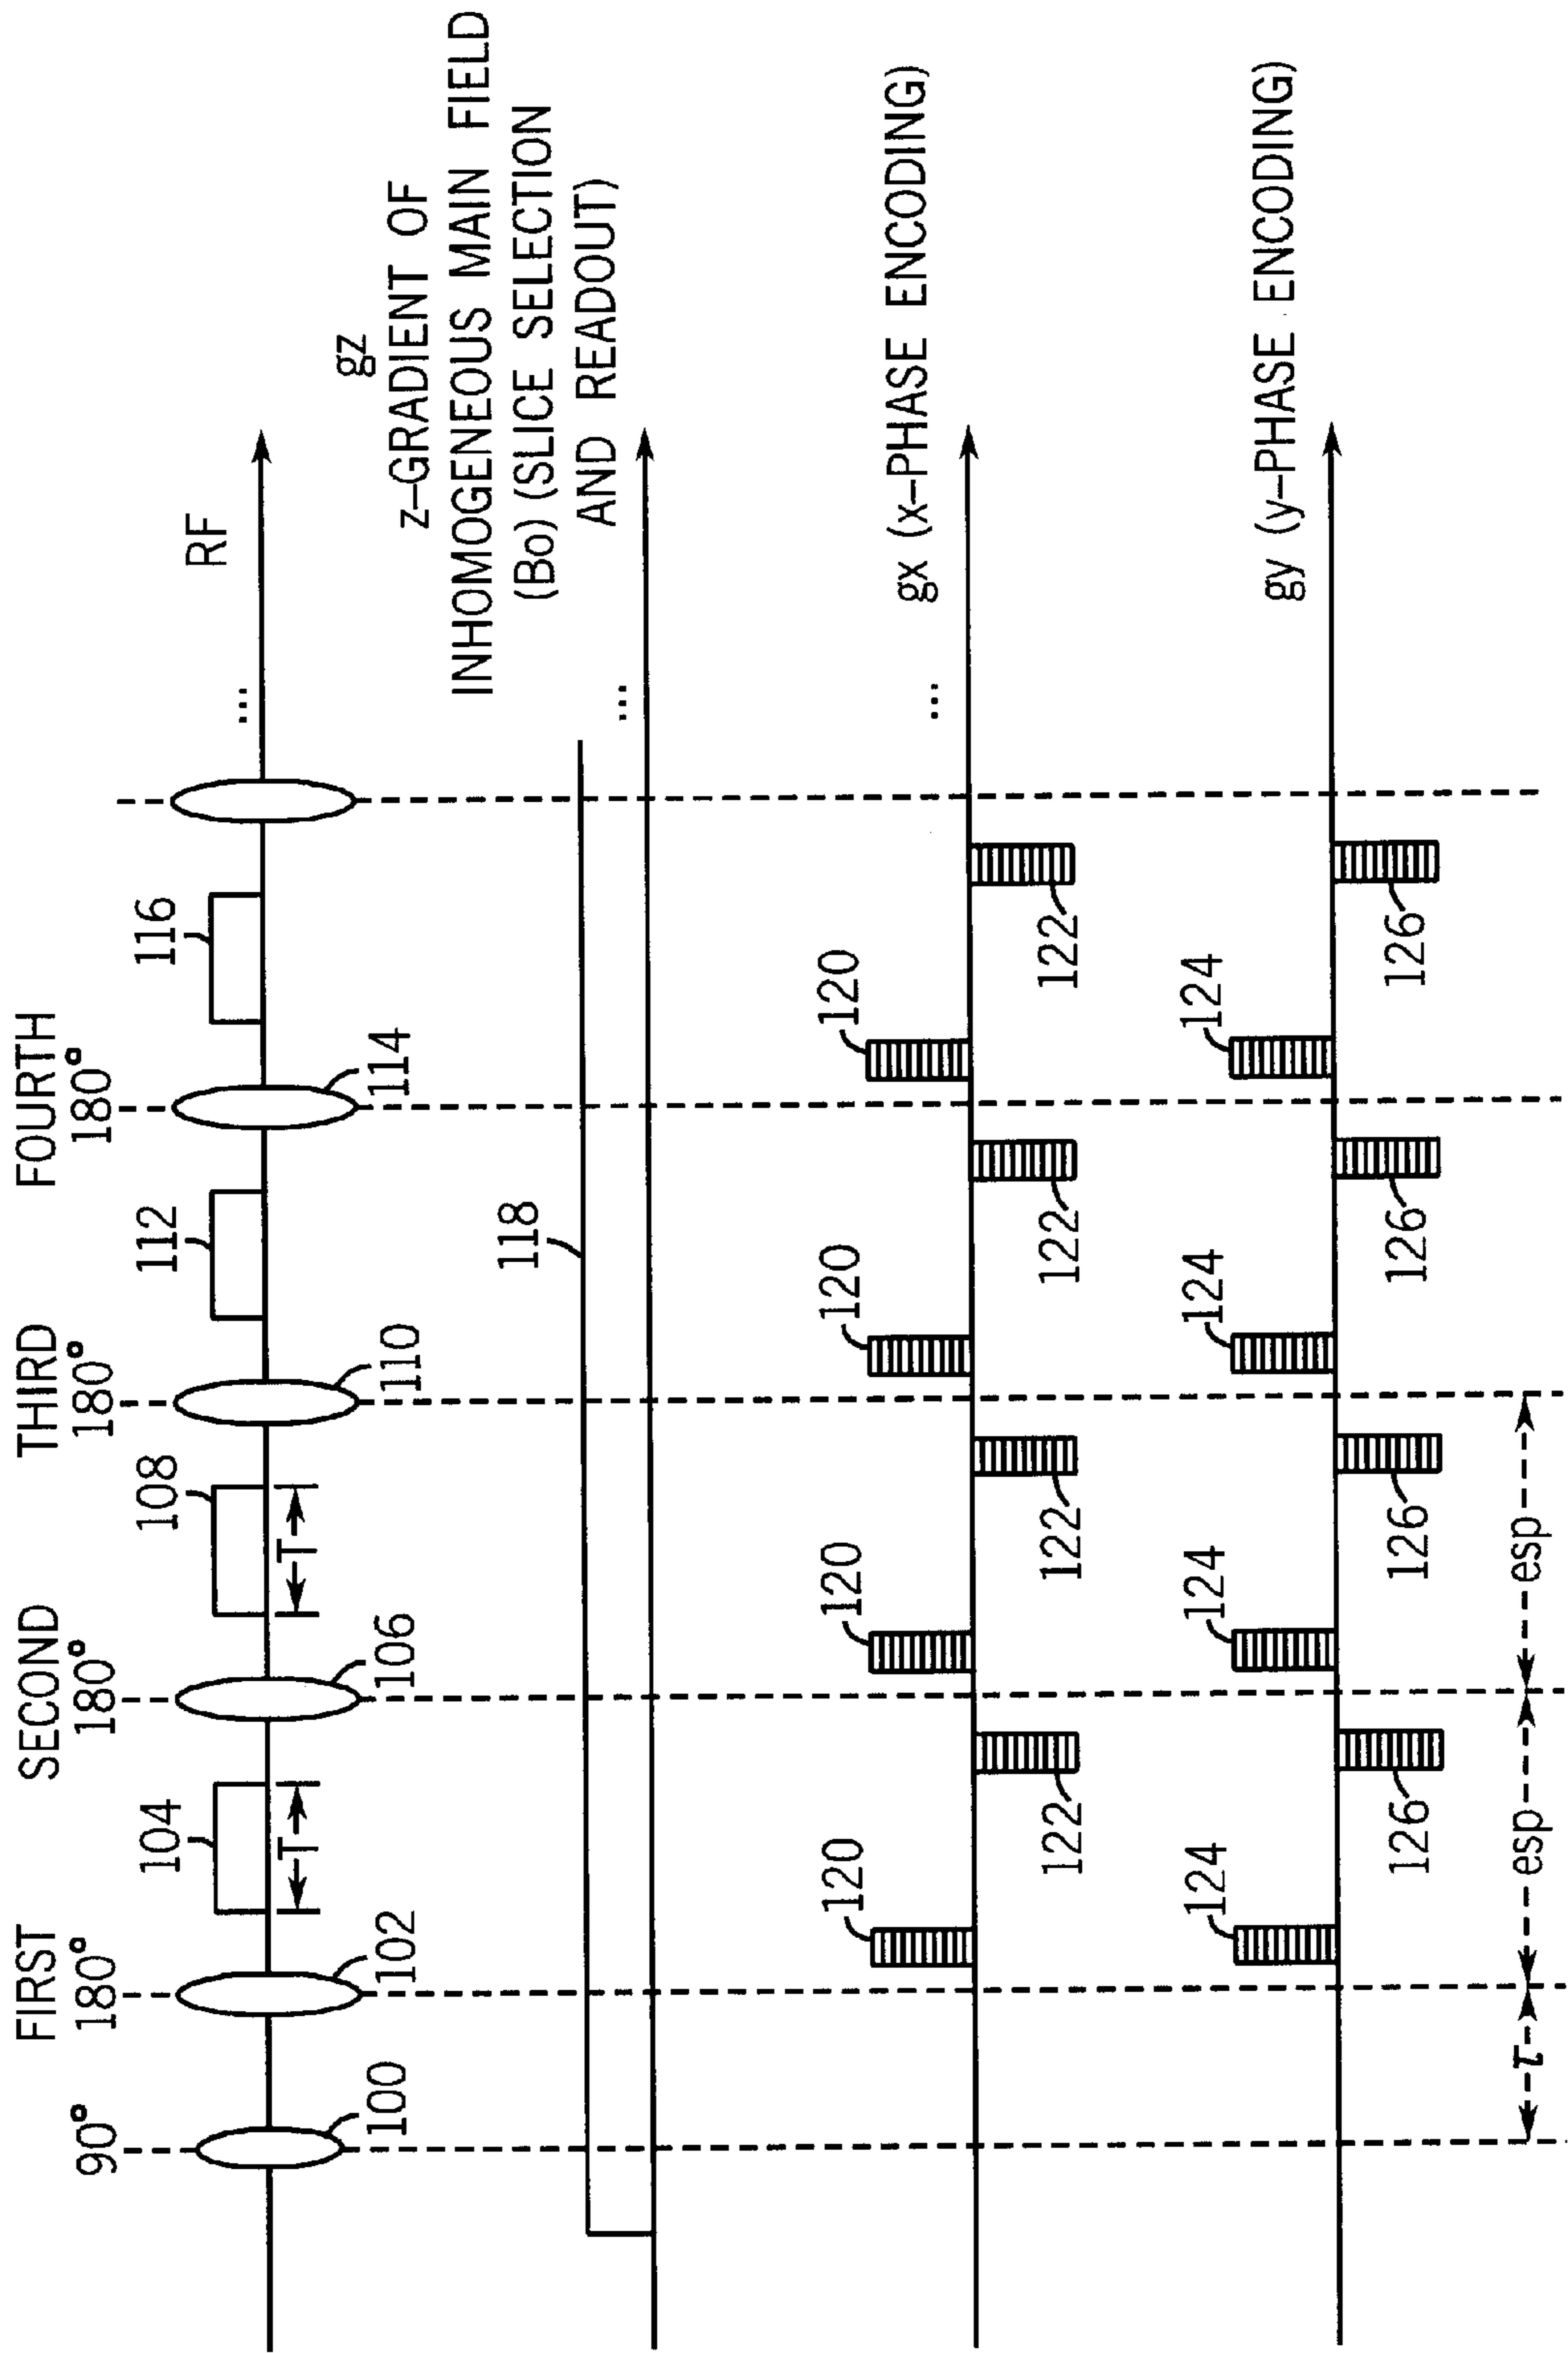 FIRST
SECOND
THIRD
FOURTH
90°
180°
180°
180°
180°
104
108
112
116
T
T
100
102
106
110
114
...
RF
gz
z–GRADIENT OF
INHOMOGENEOUS MAIN FIELD
(Bo) (SLICE SELECTION
AND READOUT)
118
...
120
120
120
120
...
gx (x–PHASE ENCODING)
122
122
122
122
124
124
124
124
gy (y–PHASE ENCODING)
126
126
126
126
τ
esp
esp